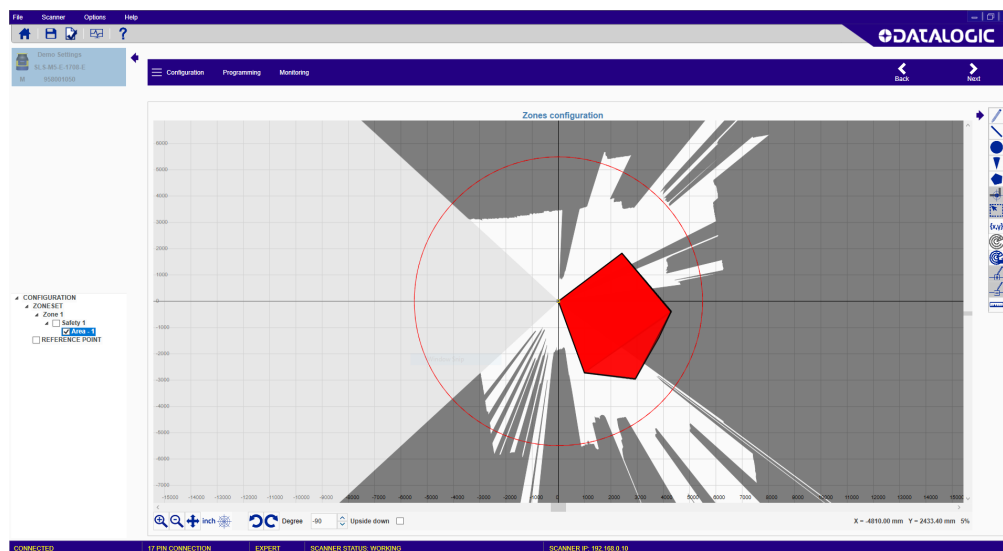 File Scanner Options Help
DATALOGIC
Demo Settings
SLS-M5-E-1708-E
M 958001050
Configuration Programming Monitoring
Back Next
Zones configuration
6000
5000
4000
3000
2000
1000
0
-1000
-2000
-3000
-4000
-5000
-6000
-7000
-15000 -14000 -13000 -12000 -11000 -10000 -9000 -8000 -7000 -6000 -5000 -4000 -3000 -2000 -1000 0 1000 2000 3000 4000 5000 6000 7000 8000 9000 10000 11000 12000 13000 14000 15000
{x,y}
CONFIGURATION
ZONESET
Zone 1
Safety 1
Area - 1
REFERENCE POINT
inch Degree -90 Upside down
X = -4810.00 mm Y = 2433.40 mm 5%
CONNECTED 17 PIN CONNECTION EXPERT SCANNER STATUS: WORKING SCANNER IP: 192.168.0.10